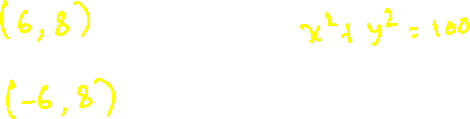 (6, 8)
x² + y² = 100
(-6, 8)